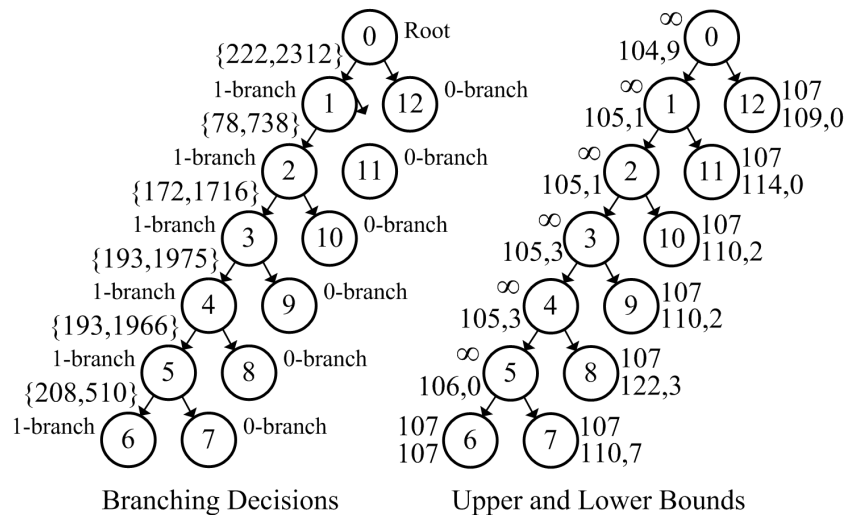 0 Root
{222,2312}
1-branch 1 12 0-branch
{78,738}
1-branch 2 11 0-branch
{172,1716}
1-branch 3 10 0-branch
{193,1975}
1-branch 4 9 0-branch
{193,1966}
1-branch 5 8 0-branch
{208,510}
1-branch 6 7 0-branch
Branching Decisions
∞ 0
104,9
∞ 1 12 107
105,1 109,0
∞ 2 11 107
105,1 114,0
∞ 3 10 107
105,3 110,2
∞ 4 9 107
105,3 110,2
∞ 5 8 107
106,0 122,3
107 6 7 107
107 110,7
Upper and Lower Bounds